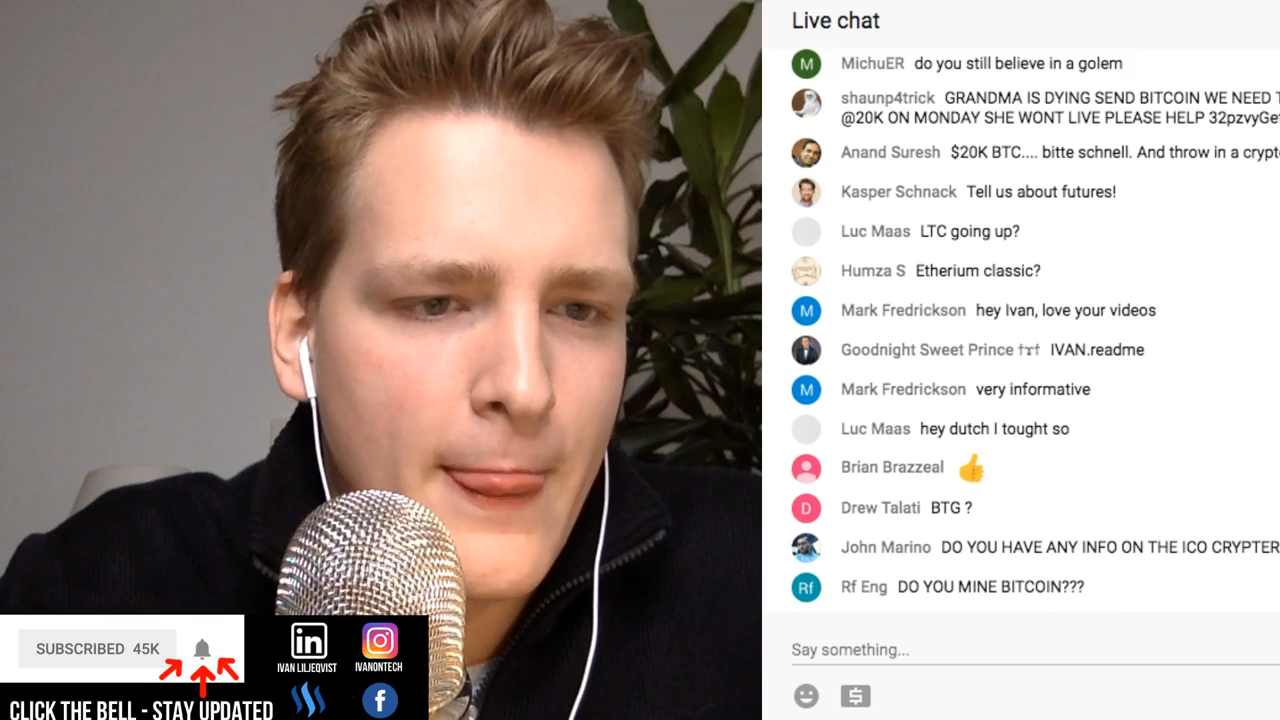 Live chat
M MichuER do you still believe in a golem
shaunp4trick GRANDMA IS DYING SEND BITCOIN WE NEED
@20K ON MONDAY SHE WONT LIVE PLEASE HELP
Anand Suresh $20K BTC.... bitte schnell. And throw in a
Kasper Schnack Tell us about futures!
Luc Maas LTC going up?
Humza S Etherium classic?
M Mark Fredrickson hey Ivan, love your videos
Goodnight Sweet Prince IVAN.readme
M Mark Fredrickson very informative
Luc Maas hey dutch I tought so
Brian Brazzeal 👍
D Drew Talati BTG ?
John Marino DO YOU HAVE ANY INFO ON THE ICO CRYPTER
Rf Rf Eng DO YOU MINE BITCOIN???
Say something...
SUBSCRIBED 45K
CLICK THE BELL - STAY UPDATED
in
IVAN LILJEQVIST
IVANONTECH
f